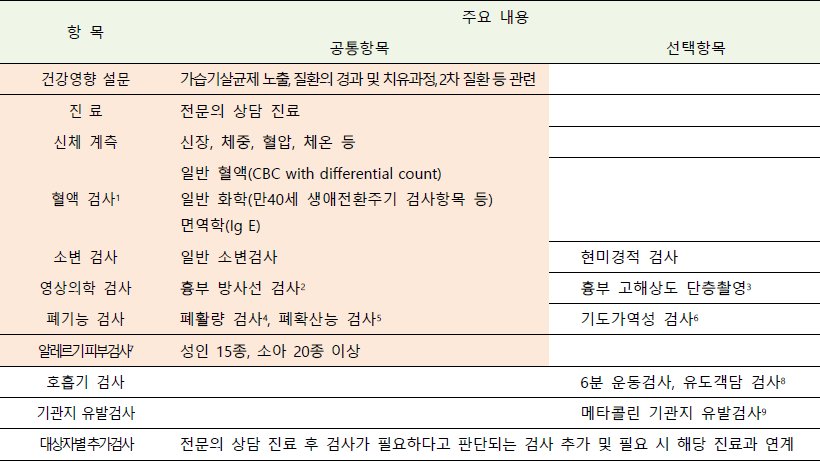 항 목 주요 내용
공통항목 선택항목
건강영향 설문 가습기살균제 노출, 질환의 경과 및 치유과정, 2차 질환 등 관련
진 료 전문의 상담 진료
신체 계측 신장, 체중, 혈압, 체온 등
일반 혈액(CBC with differential count)
혈액 검사¹ 일반 화학(만40세 생애전환주기 검사항목 등)
면역학(Ig E)
소변 검사 일반 소변검사 현미경적 검사
영상의학 검사 흉부 방사선 검사² 흉부 고해상도 단층촬영³
폐기능 검사 폐활량 검사⁴, 폐확산능 검사⁵ 기도가역성 검사⁶
알레르기 피부검사⁷ 성인 15종, 소아 20종 이상
호흡기 검사 6분 운동검사, 유도객담 검사⁸
기관지 유발검사 메타콜린 기관지 유발검사⁹
대상자별 추가검사 전문의 상담 진료 후 검사가 필요하다고 판단되는 검사 추가 및 필요 시 해당 진료과 연계